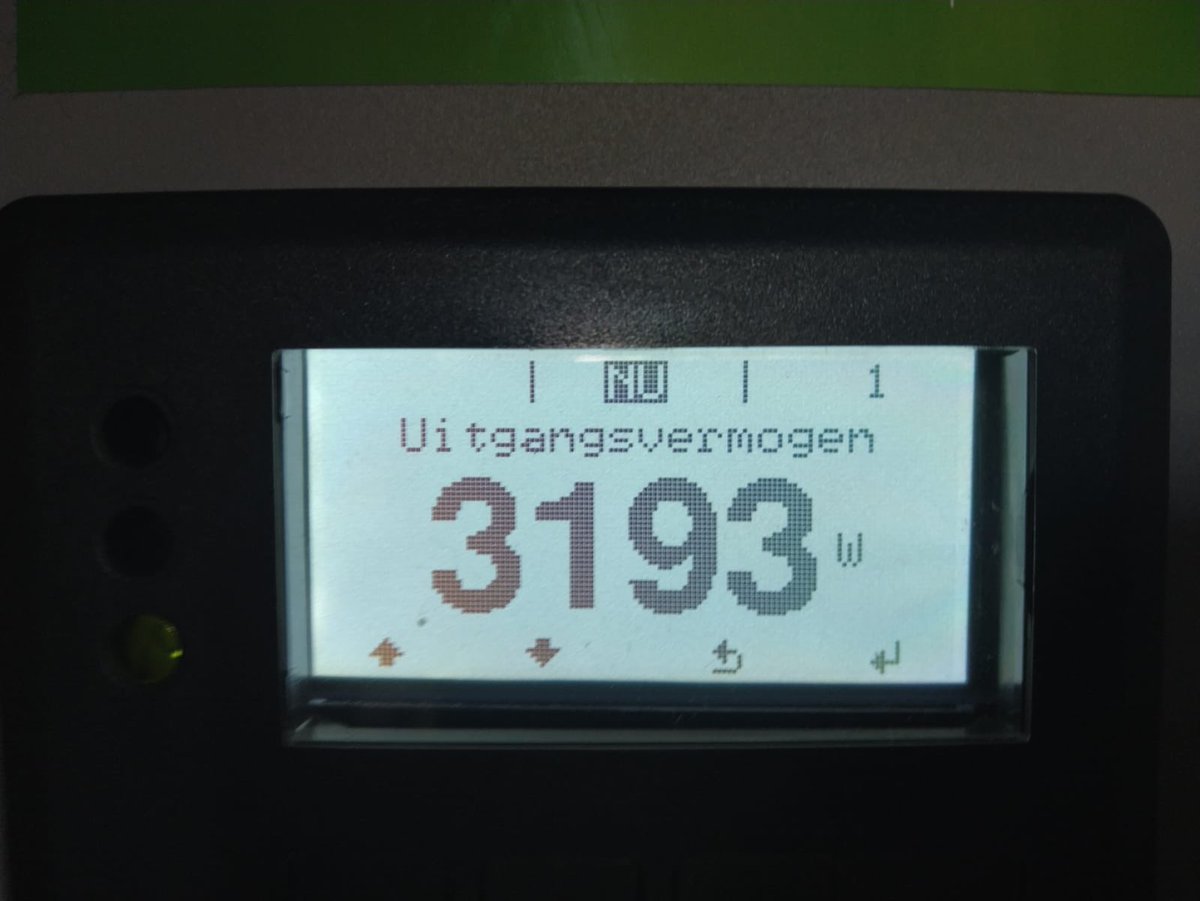 | NU | 1
Uitgangsvermogen
3193 W